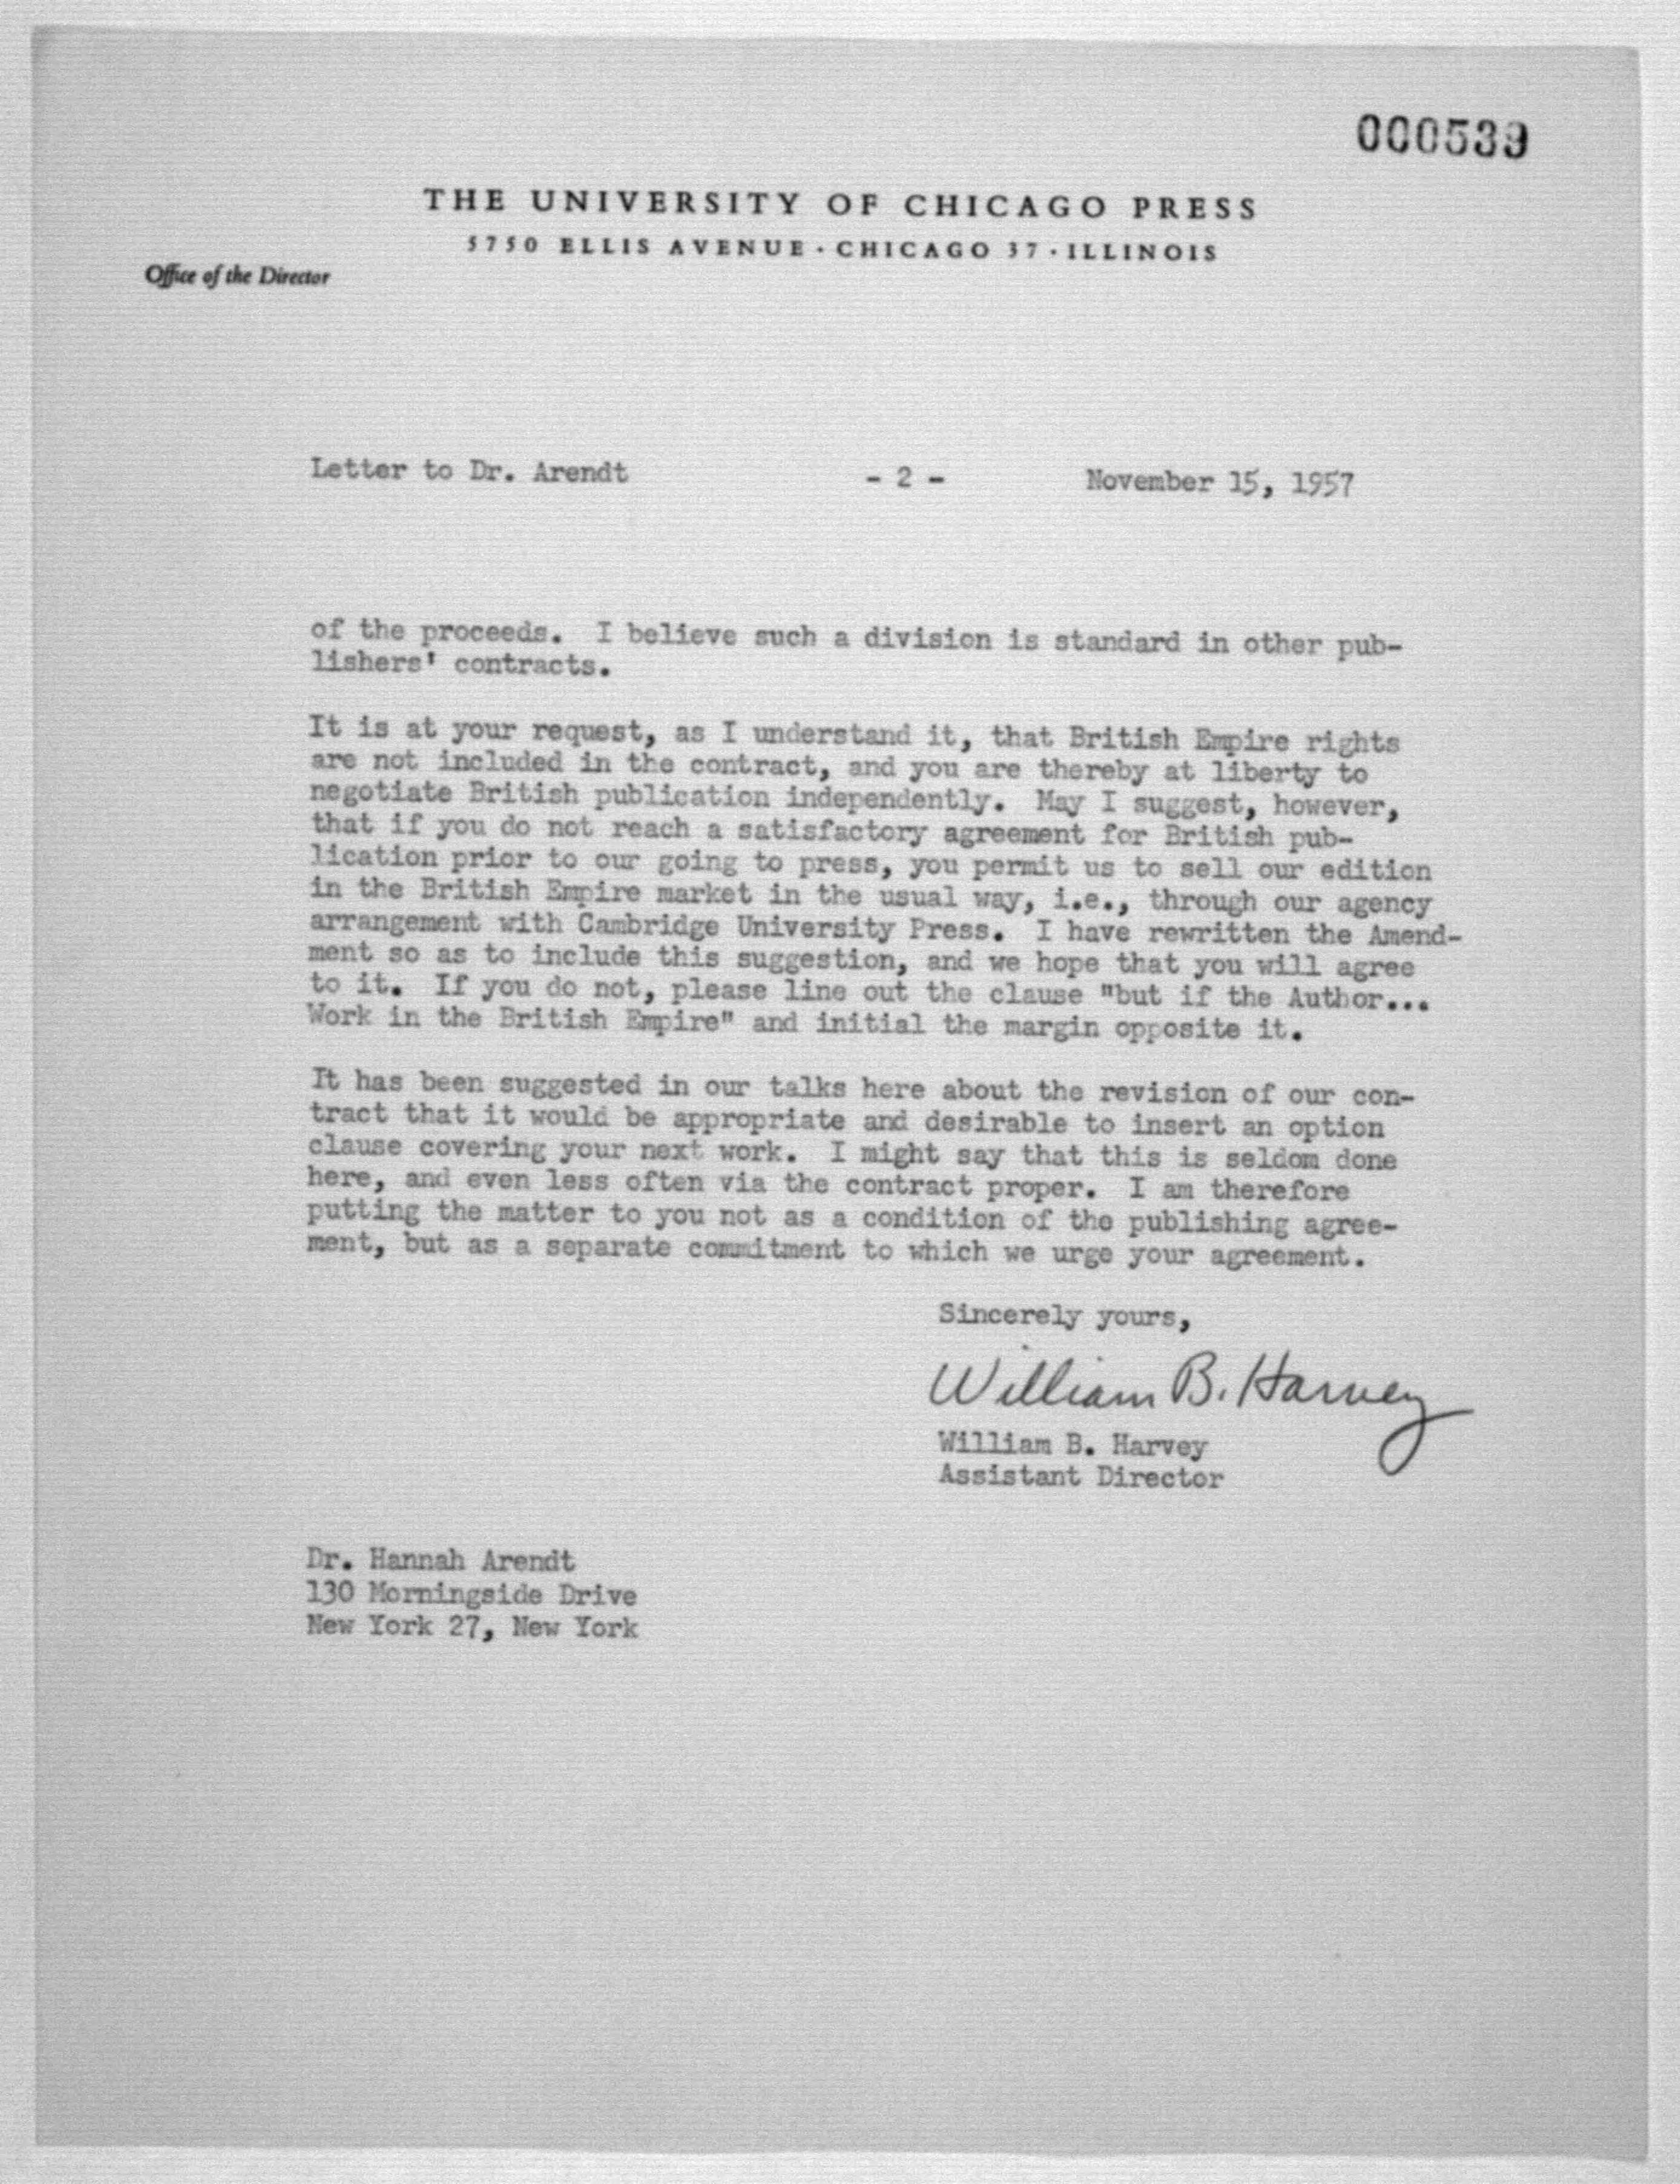 000539
THE UNIVERSITY OF CHICAGO PRESS
5750 ELLIS AVENUE · CHICAGO 37 · ILLINOIS
Office of the Director
Letter to Dr. Arendt - 2 - November 15, 1957
of the proceeds. I believe such a division is standard in other pub-
lishers' contracts.
It is at your request, as I understand it, that British Empire rights
are not included in the contract, and you are thereby at liberty to
negotiate British publication independently. May I suggest, however,
that if you do not reach a satisfactory agreement for British pub-
lication prior to our going to press, you permit us to sell our edition
in the British Empire market in the usual way, i.e., through our agency
arrangement with Cambridge University Press. I have rewritten the Amend-
ment so as to include this suggestion, and we hope that you will agree
to it. If you do not, please line out the clause "but if the Author...
Work in the British Empire" and initial the margin opposite it.
It has been suggested in our talks here about the revision of our con-
tract that it would be appropriate and desirable to insert an option
clause covering your next work. I might say that this is seldom done
here, and even less often via the contract proper. I am therefore
putting the matter to you not as a condition of the publishing agree-
ment, but as a separate commitment to which we urge your agreement.
Sincerely yours,
William B. Harvey
William B. Harvey
Assistant Director
Dr. Hannah Arendt
130 Morningside Drive
New York 27, New York